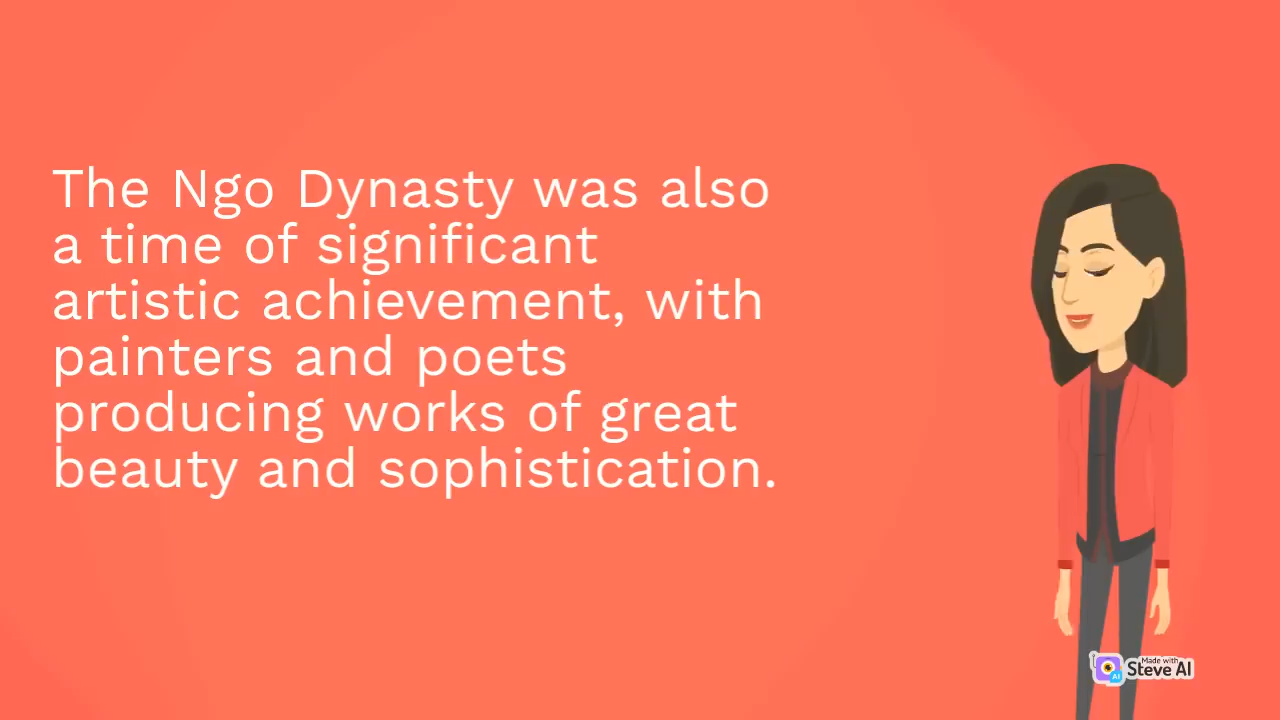 The Ngo Dynasty was also
a time of significant
artistic achievement, with
painters and poets
producing works of great
beauty and sophistication.
Made with
Steve AI
AI